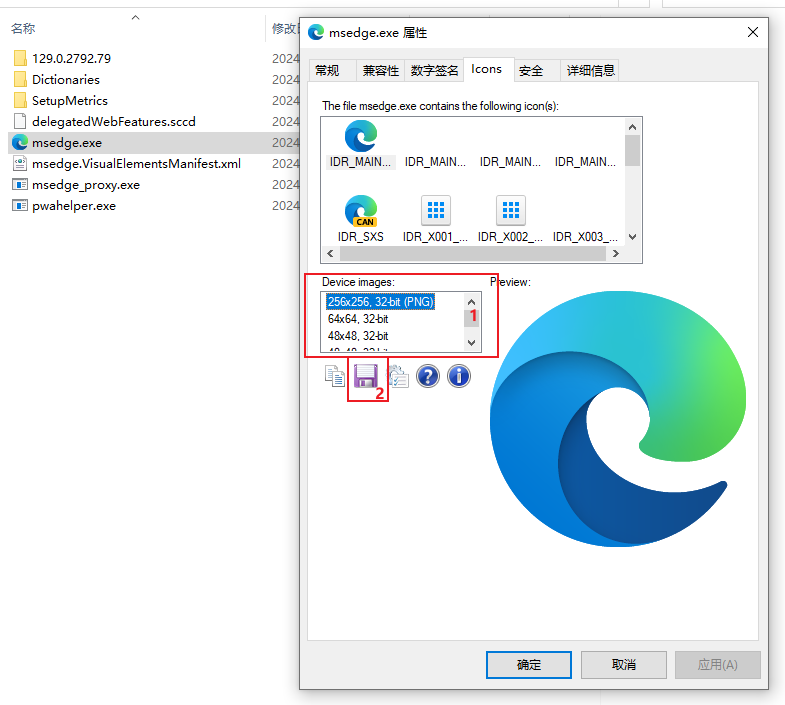 名称
修改日
129.0.2792.79
2024
Dictionaries
2024
SetupMetrics
2024
delegatedWebFeatures.sccd
2024
msedge.exe
2024
msedge.VisualElementsManifest.xml
2024
msedge_proxy.exe
2024
pwahelper.exe
2024
msedge.exe 属性
常规 兼容性 数字签名 Icons 安全 详细信息
The file msedge.exe contains the following icon(s):
IDR_MAIN... IDR_MAIN... IDR_MAIN... IDR_MAIN...
CAN
IDR_SXS IDR_X001_... IDR_X002_... IDR_X003_...
Device images:
Preview:
256x256, 32-bit (PNG)
1
64x64, 32-bit
48x48, 32-bit
2
确定 取消 应用(A)